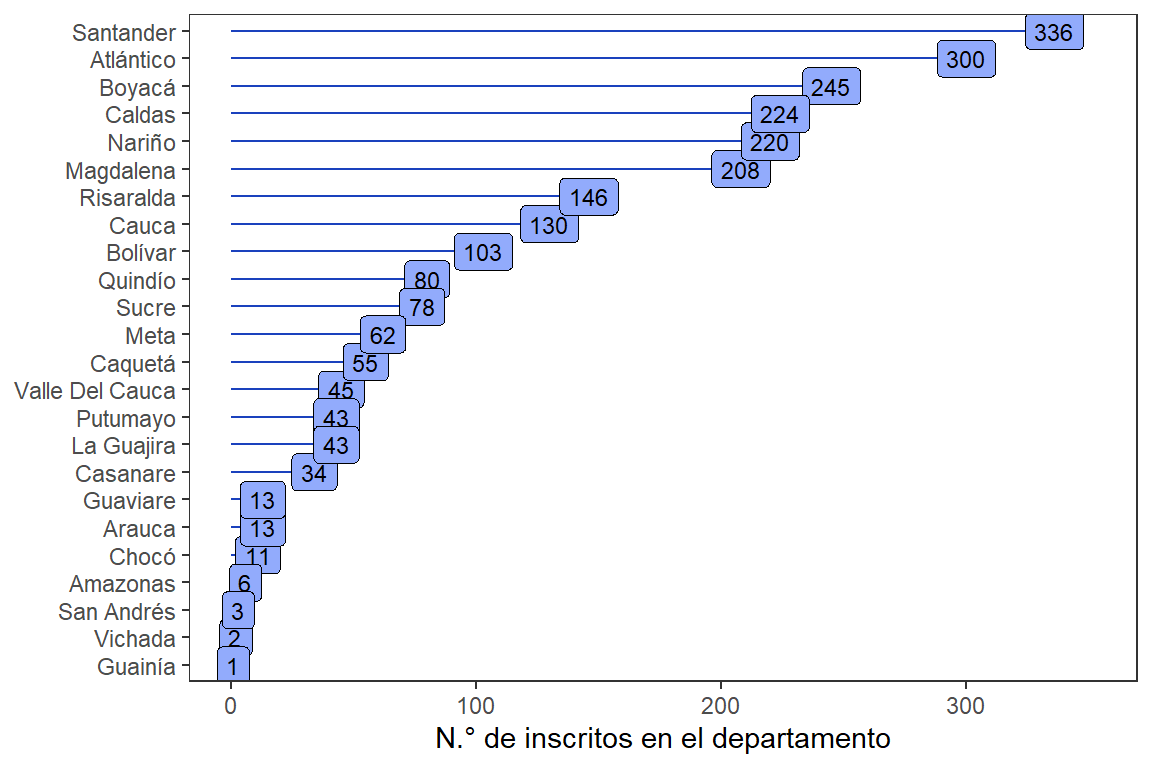 Santander 336
Atlántico 300
Boyacá 245
Caldas 224
Nariño 220
Magdalena 208
Risaralda 146
Cauca 130
Bolívar 103
Quindío 80
Sucre 78
Meta 62
Caquetá 55
Valle Del Cauca 45
Putumayo 43
La Guajira 43
Casanare 34
Guaviare 13
Arauca 13
Chocó 11
Amazonas 6
San Andrés 3
Vichada 2
Guainía 1
0 100 200 300
N.° de inscritos en el departamento